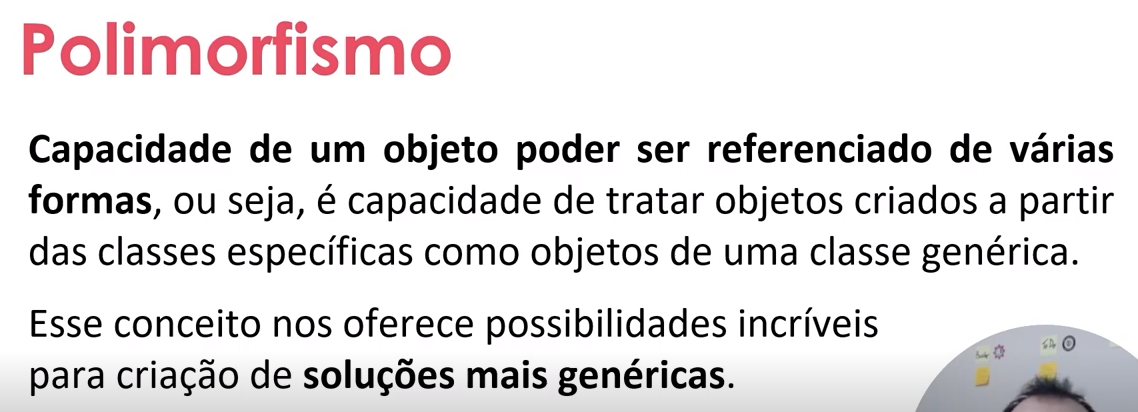 Polimorfismo
Capacidade de um objeto poder ser referenciado de várias
formas, ou seja, é capacidade de tratar objetos criados a partir
das classes específicas como objetos de uma classe genérica.
Esse conceito nos oferece possibilidades incríveis
para criação de soluções mais genéricas.